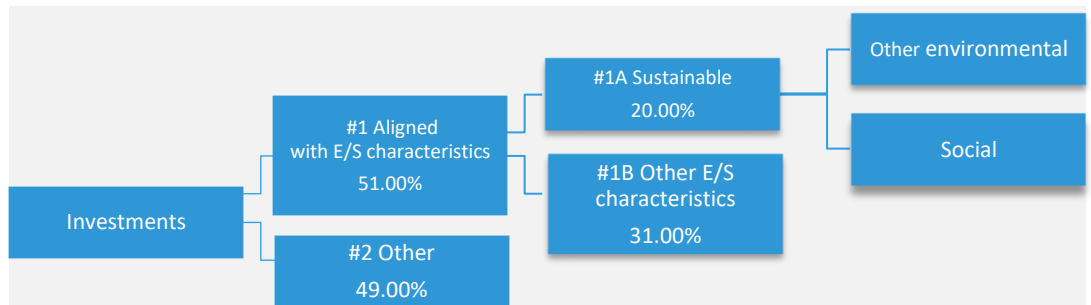 Investments
#1 Aligned
with E/S characteristics
51.00%
#2 Other
49.00%
#1A Sustainable
20.00%
#1B Other E/S
characteristics
31.00%
Other environmental
Social